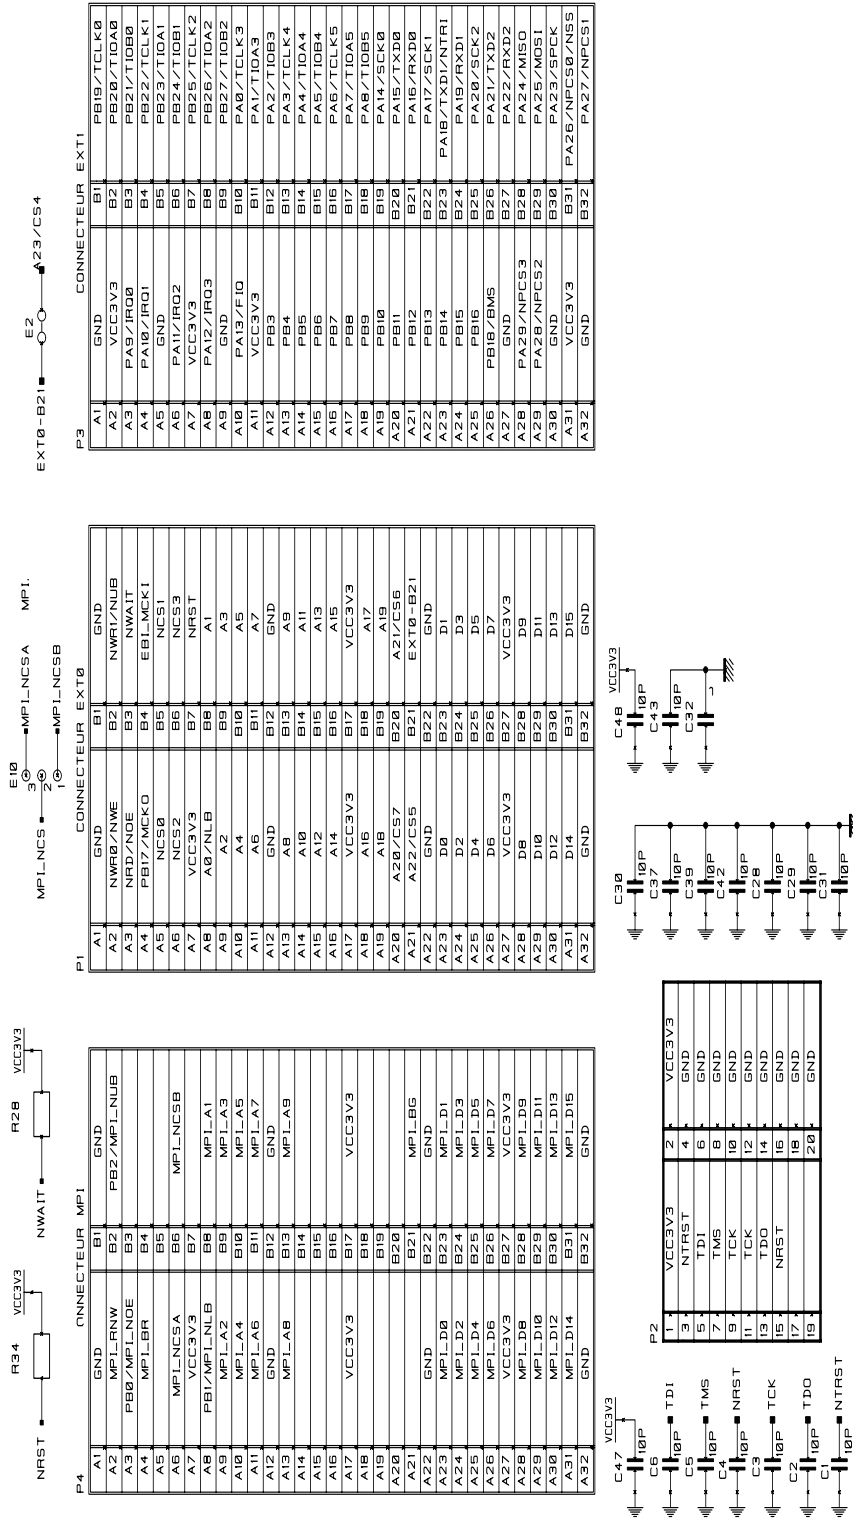 NRST
R34
VCC3V3
NWAIT
R28
VCC3V3
MPI_NCS
E10
3
2
1
MPI_NCSA
MPI_NCSB
MPI.
EXT0-B21
E2
A23/CS4
P4
ONNECTEUR MPI
A1 GND B1 GND
A2 MPI_RNW B2 PB2/MPI_NUB
A3 PB0/MPI_NOE B3
A4 MPI_BR B4
A5 B5
A6 MPI_NCSA B6 MPI_NCSB
A7 VCC3V3 B7
A8 PB1/MPI_NLB B8 MPI_A1
A9 MPI_A2 B9 MPI_A3
A10 MPI_A4 B10 MPI_A5
A11 MPI_A6 B11 MPI_A7
A12 GND B12 GND
A13 MPI_A8 B13 MPI_A9
A14 B14
A15 B15
A16 B16
A17 VCC3V3 B17 VCC3V3
A18 B18
A19 B19
A20 B20
A21 B21 MPI_BG
A22 GND B22 GND
A23 MPI_D0 B23 MPI_D1
A24 MPI_D2 B24 MPI_D3
A25 MPI_D4 B25 MPI_D5
A26 MPI_D6 B26 MPI_D7
A27 VCC3V3 B27 VCC3V3
A28 MPI_D8 B28 MPI_D9
A29 MPI_D10 B29 MPI_D11
A30 MPI_D12 B30 MPI_D13
A31 MPI_D14 B31 MPI_D15
A32 GND B32 GND
P1
CONNECTEUR EXT0
A1 GND B1 GND
A2 NWR0/NWE B2 NWR1/NUB
A3 NRD/NOE B3 NWAIT
A4 PB17/MCKO B4 EBI_MCKI
A5 NCS0 B5 NCS1
A6 NCS2 B6 NCS3
A7 VCC3V3 B7 NRST
A8 A0/NLB B8 A1
A9 A2 B9 A3
A10 A4 B10 A5
A11 A6 B11 A7
A12 GND B12 GND
A13 A8 B13 A9
A14 A10 B14 A11
A15 A12 B15 A13
A16 A14 B16 A15
A17 VCC3V3 B17 VCC3V3
A18 A16 B18 A17
A19 A18 B19 A19
A20 A20/CS7 B20 A21/CS6
A21 A22/CS5 B21 EXT0-B21
A22 GND B22 GND
A23 D0 B23 D1
A24 D2 B24 D3
A25 D4 B25 D5
A26 D6 B26 D7
A27 VCC3V3 B27 VCC3V3
A28 D8 B28 D9
A29 D10 B29 D11
A30 D12 B30 D13
A31 D14 B31 D15
A32 GND B32 GND
P3
CONNECTEUR EXT1
A1 GND B1 PB19/TCLK0
A2 VCC3V3 B2 PB20/TIOA0
A3 PA9/IRQ0 B3 PB21/TIOB0
A4 PA10/IRQ1 B4 PB22/TCLK1
A5 GND B5 PB23/TIOA1
A6 PA11/IRQ2 B6 PB24/TIOB1
A7 VCC3V3 B7 PB25/TCLK2
A8 PA12/IRQ3 B8 PB26/TIOA2
A9 GND B9 PB27/TIOB2
A10 PA13/FIQ B10 PA0/TCLK3
A11 VCC3V3 B11 PA1/TIOA3
A12 PB3 B12 PA2/TIOB3
A13 PB4 B13 PA3/TCLK4
A14 PB5 B14 PA4/TIOA4
A15 PB6 B15 PA5/TIOB4
A16 PB7 B16 PA6/TCLK5
A17 PB8 B17 PA7/TIOA5
A18 PB9 B18 PA8/TIOB5
A19 PB10 B19 PA14/SCK0
A20 PB11 B20 PA15/TXD0
A21 PB12 B21 PA16/RXD0
A22 PB13 B22 PA17/SCK1
A23 PB14 B23 PA18/TXD1/NTRI
A24 PB15 B24 PA19/RXD1
A25 PB16 B25 PA20/SCK2
A26 PB18/BMS B26 PA21/TXD2
A27 GND B27 PA22/RXD2
A28 PA29/NPCS3 B28 PA24/MISO
A29 PA28/NPCS2 B29 PA25/MOSI
A30 GND B30 PA23/SPCK
A31 VCC3V3 B31 PA26/NPCS0/NSS
A32 GND B32 PA27/NPCS1
VCC3V3
C47 10P
C6 10P TDI
C5 10P TMS
C4 10P NRST
C3 10P TCK
C2 10P TDO
C1 10P NTRST
P2
1 VCC3V3 2 VCC3V3
3 NTRST 4 GND
5 TDI 6 GND
7 TMS 8 GND
9 TCK 10 GND
11 TCK 12 GND
13 TDO 14 GND
15 NRST 16 GND
17 18 GND
19 20 GND
C30 10P
C37 10P
C39 10P
C42 10P
C28 10P
C29 10P
C31 10P
VCC3V3
C48 10P
C43 10P
C32